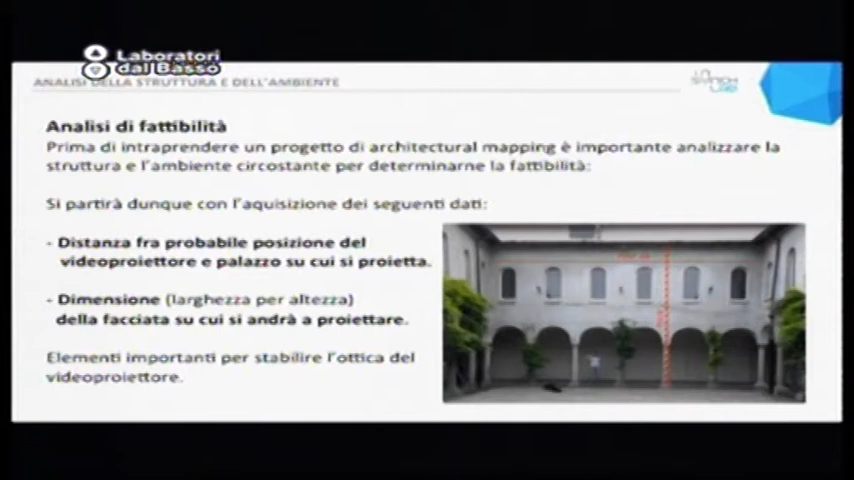 Laboratori
dal Basso
ANALISI DELLA STRUTTURA E DELL'AMBIENTE
Analisi di fattibilità
Prima di intraprendere un progetto di architectural mapping è importante analizzare la
struttura e l'ambiente circostante per determinarne la fattibilità:
Si partirà dunque con l'aquisizione dei seguenti dati:
- Distanza fra probabile posizione del
videoproiettore e palazzo su cui si proietta.
- Dimensione (larghezza per altezza)
della facciata su cui si andrà a proiettare.
Elementi importanti per stabilire l'ottica del
videoproiettore.